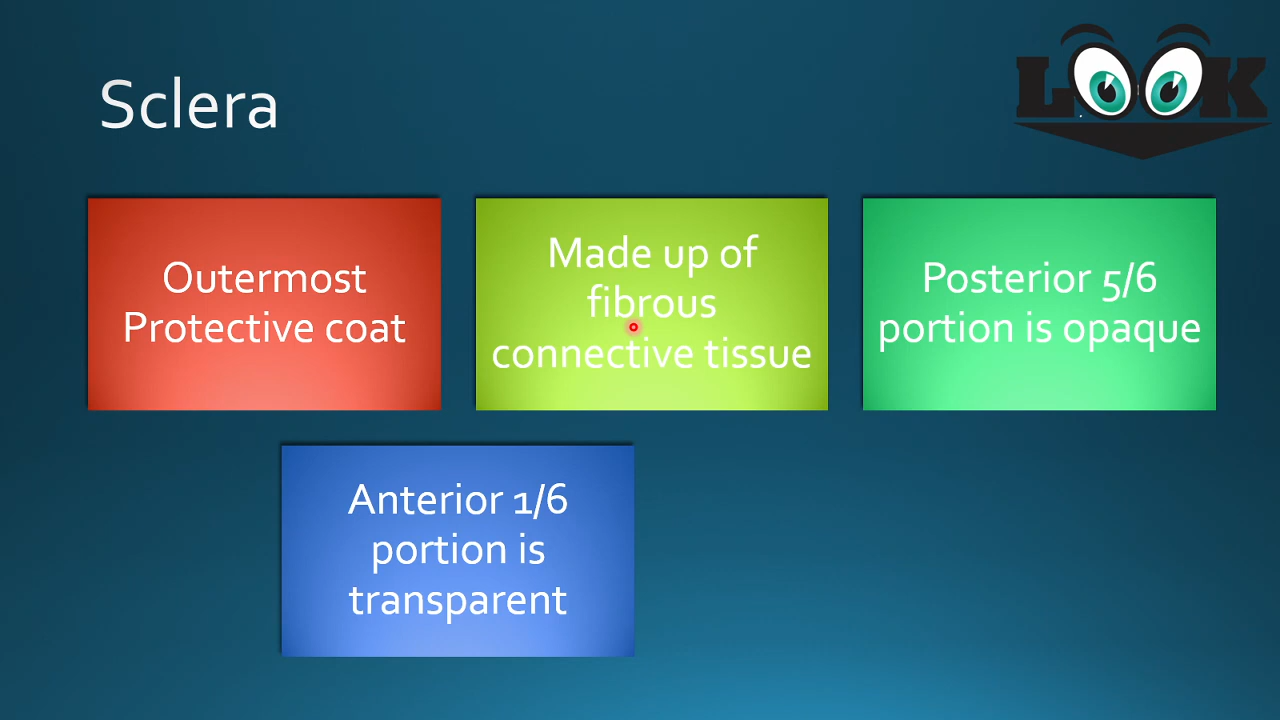 Sclera
LOOK
Outermost
Protective coat
Made up of
fibrous
connective tissue
Posterior 5/6
portion is opaque
Anterior 1/6
portion is
transparent